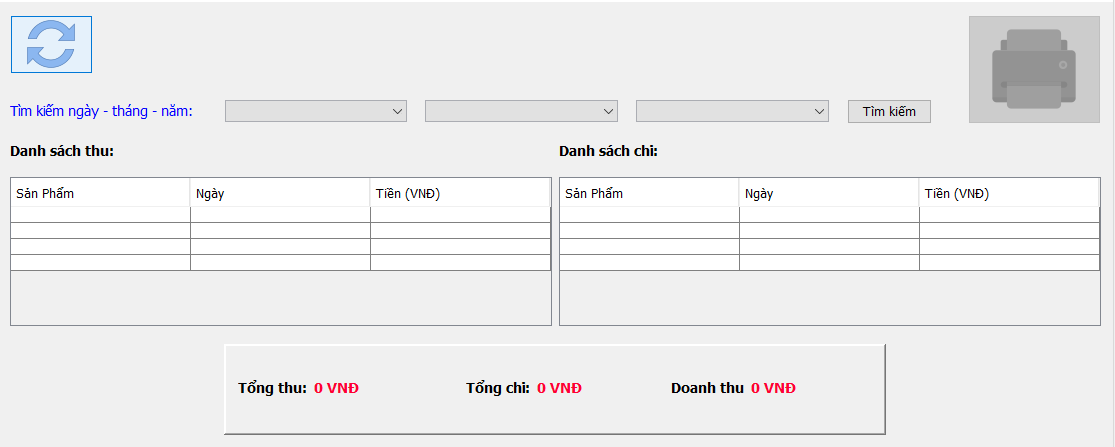 Tìm kiếm ngày - tháng - năm: Tìm kiếm
Danh sách thu: Danh sách chi:
Sản Phẩm Ngày Tiền (VNĐ) Sản Phẩm Ngày Tiền (VNĐ)
Tổng thu: 0 VNĐ Tổng chi: 0 VNĐ Doanh thu 0 VNĐ